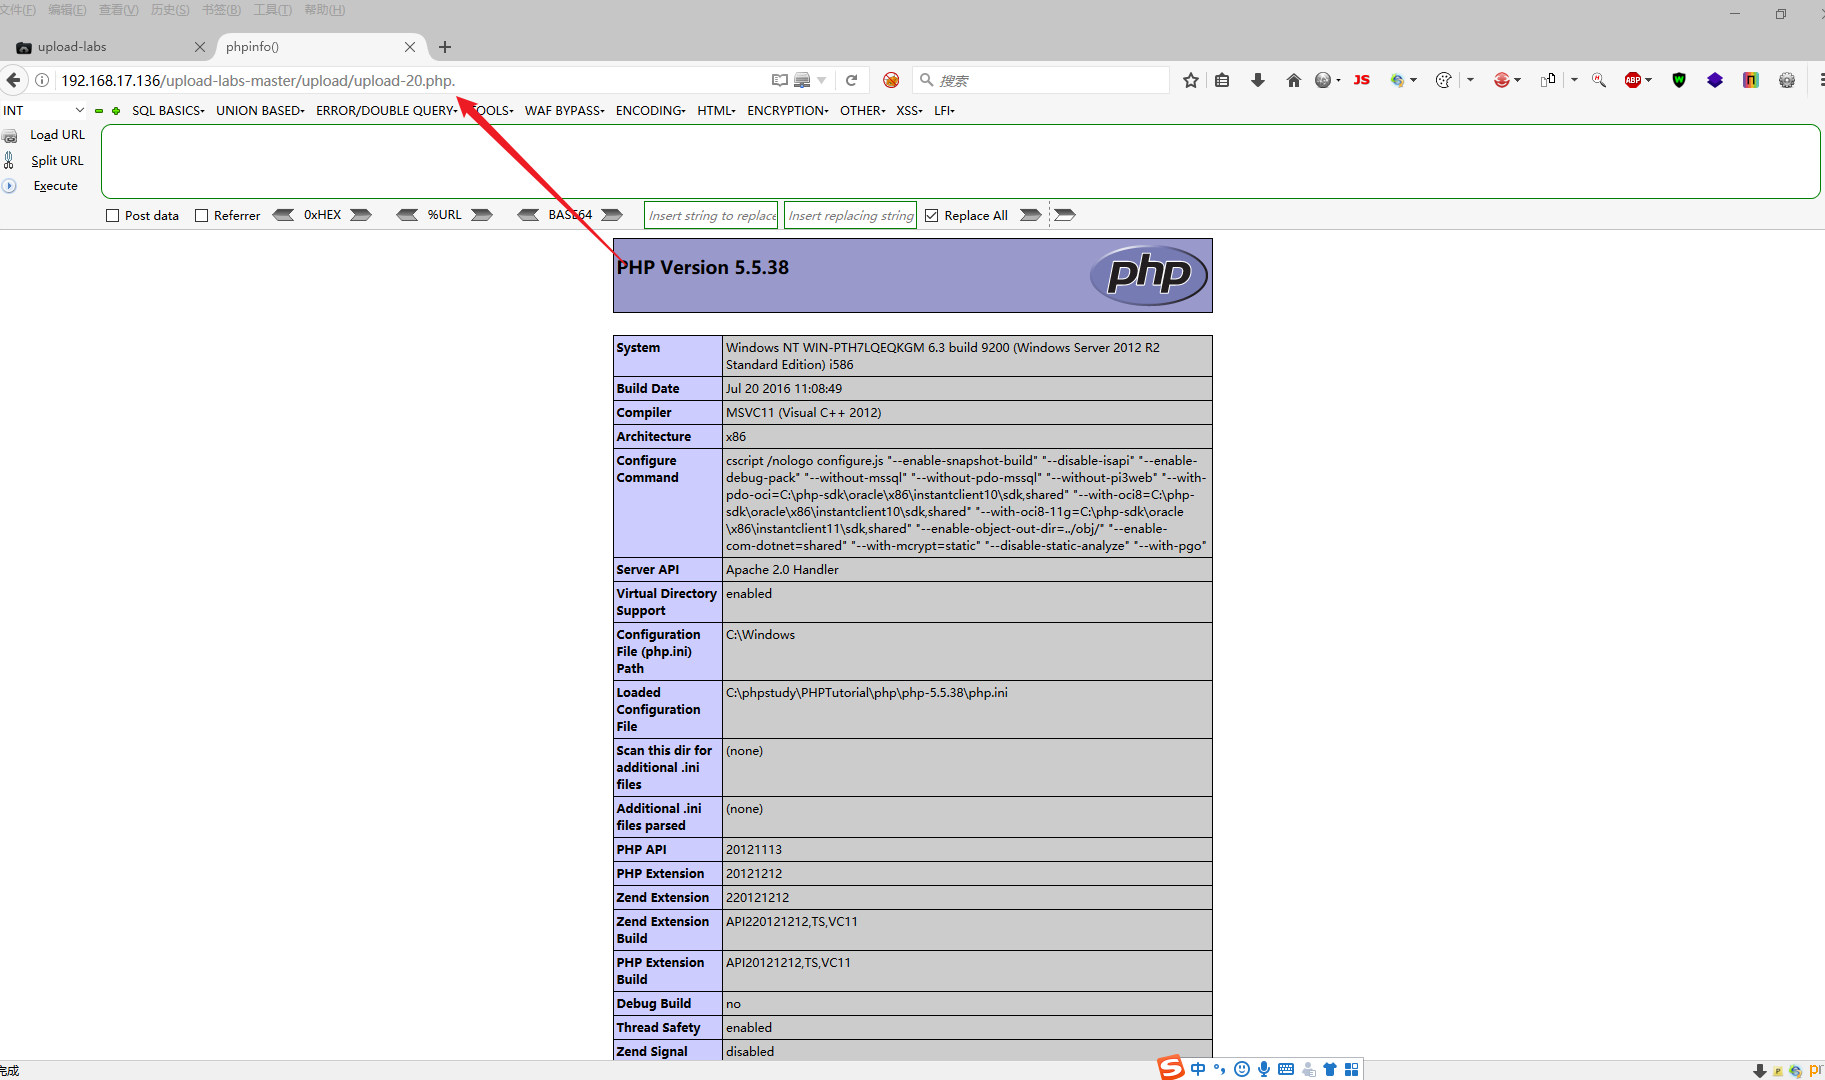 文件(F) 编辑(E) 查看(V) 历史(S) 书签(B) 工具(T) 帮助(H)
upload-labs phpinfo()
192.168.17.136/upload-labs-master/upload/upload-20.php. 搜索 JS ABP
INT SQL BASICS UNION BASED ERROR/DOUBLE QUERY TOOLS WAF BYPASS ENCODING HTML ENCRYPTION OTHER XSS LFI
Load URL
Split URL
Execute
Post data Referrer 0xHEX %URL BASE64 Insert string to replace Insert replacing string Replace All
PHP Version 5.5.38 php
System Windows NT WIN-PTH7LQEQKGM 6.3 build 9200 (Windows Server 2012 R2
Standard Edition) i586
Build Date Jul 20 2016 11:08:49
Compiler MSVC11 (Visual C++ 2012)
Architecture x86
Configure cscript /nologo configure.js "--enable-snapshot-build" "--disable-isapi" "--enable-
Command debug-pack" "--without-mssql" "--without-pdo-mssql" "--without-pi3web" "--with-
pdo-oci=C:\php-sdk\oracle\x86\instantclient10\sdk,shared" "--with-oci8=C:\php-
sdk\oracle\x86\instantclient10\sdk,shared" "--with-oci8-11g=C:\php-sdk\oracle
\x86\instantclient11\sdk,shared" "--enable-object-out-dir=../obj/" "--enable-
com-dotnet=shared" "--with-mcrypt=static" "--disable-static-analyze" "--with-pgo"
Server API Apache 2.0 Handler
Virtual Directory enabled
Support
Configuration C:\Windows
File (php.ini)
Path
Loaded C:\phpstudy\PHPTutorial\php\php-5.5.38\php.ini
Configuration
File
Scan this dir for (none)
additional .ini
files
Additional .ini (none)
files parsed
PHP API 20121113
PHP Extension 20121212
Zend Extension 220121212
Zend Extension API220121212,TS,VC11
Build
PHP Extension API20121212,TS,VC11
Build
Debug Build no
Thread Safety enabled
Zend Signal disabled
完成 S 中 pr